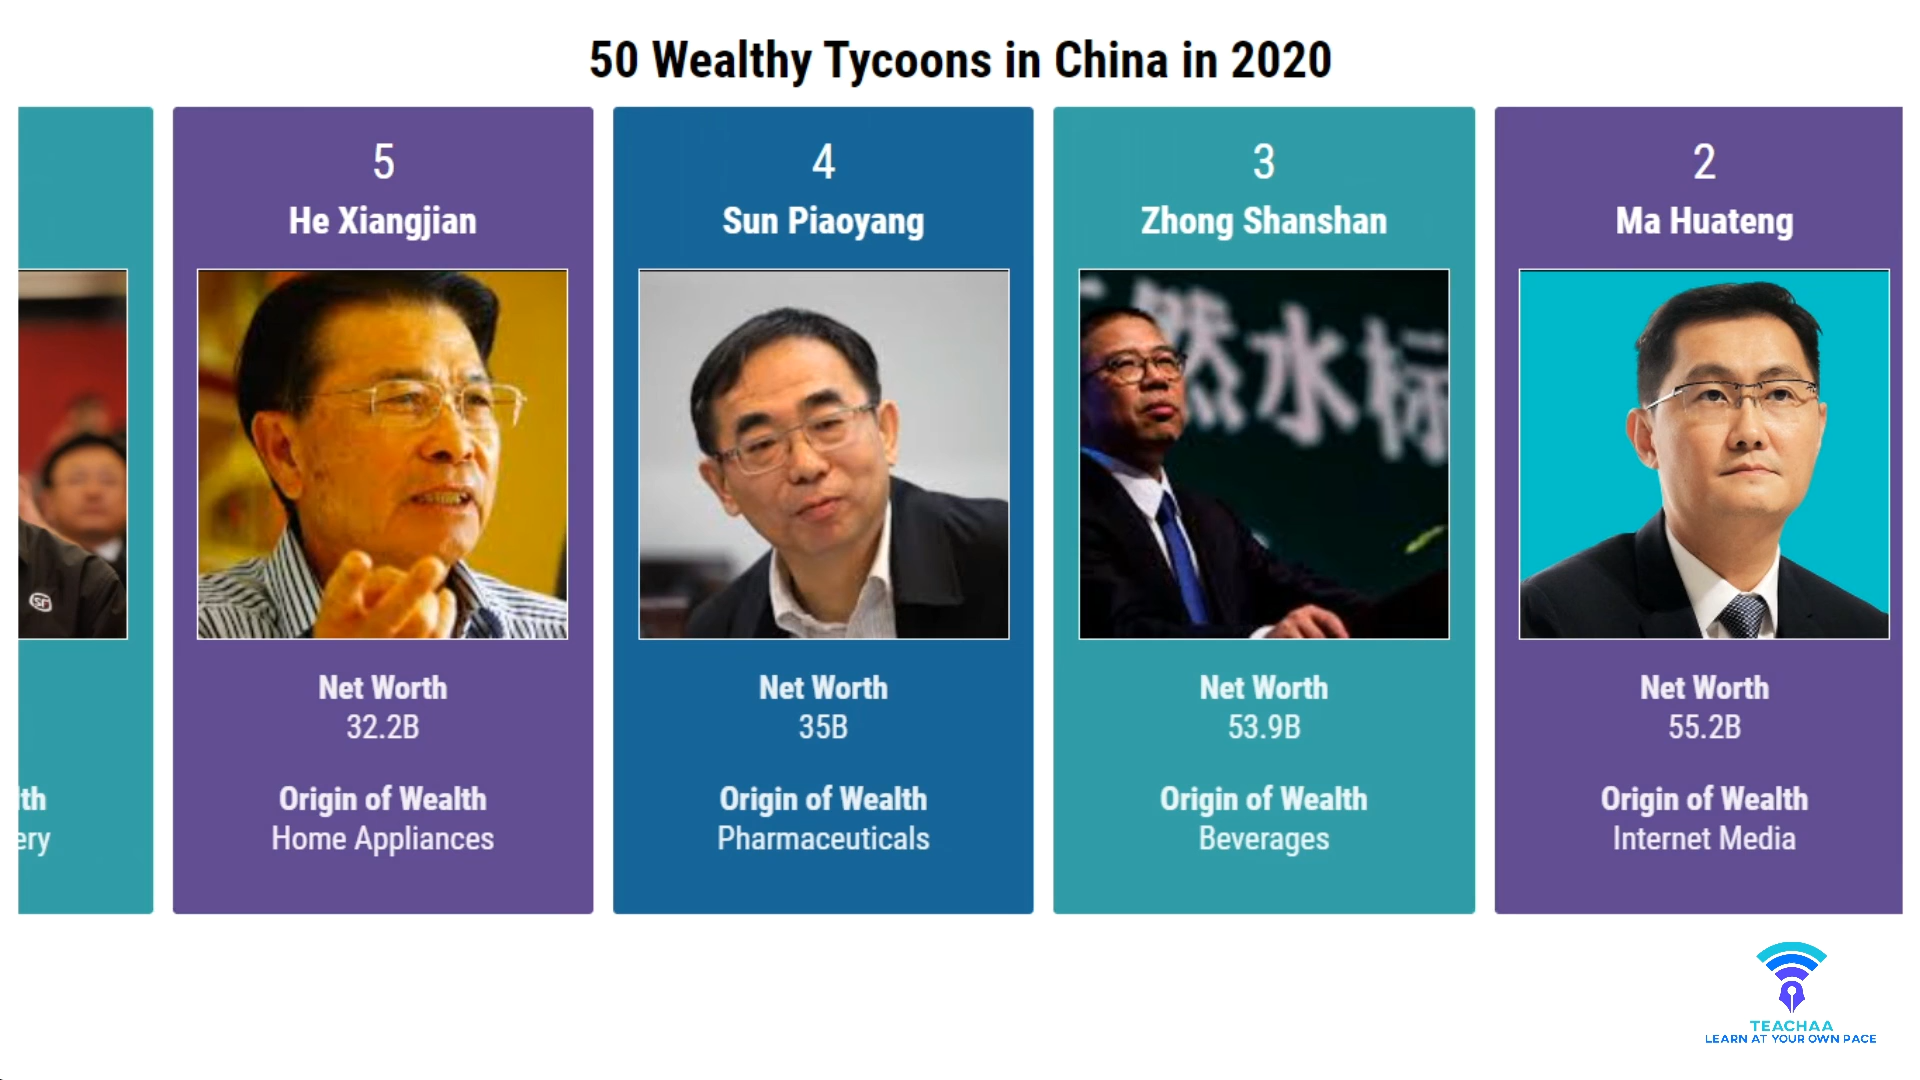 50 Wealthy Tycoons in China in 2020
5
He Xiangjian
Net Worth
32.2B
Origin of Wealth
Home Appliances
4
Sun Piaoyang
Net Worth
35B
Origin of Wealth
Pharmaceuticals
3
Zhong Shanshan
然水标
Net Worth
53.9B
Origin of Wealth
Beverages
2
Ma Huateng
Net Worth
55.2B
Origin of Wealth
Internet Media
TEACHAA
LEARN AT YOUR OWN PACE